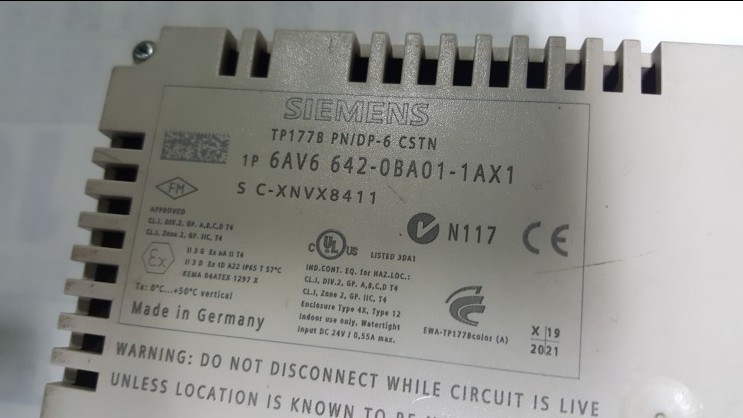 SIEMENS
TP177B PN/DP-6 CSTN
1P 6AV6 642-0BA01-1AX1
S C-XNVX8411
FM
APPROVED
CL.I, DIV.2, GP. A,B,C,D T4
CL.I, Zone 2, GP. IIC, T4
Ex
II 3 G Ex nA II T4
II 3 D Ex tD A22 IP65 T 57°C
KEMA 04ATEX 1297 X
Ta: 0°C...+50°C vertical
Made in Germany
C UL US LISTED 3DA1
IND.CONT. EQ. for HAZ.LOC.:
CL.I, DIV.2, GP. A,B,C,D T4
CL.I, Zone 2, GP. IIC, T4
Enclosure Type 4X, Type 12
Indoor use only, Watertight
Input DC 24V / 0,55A max.
N117 CE
EWA-TP177Bcolor (A)
X 19
2021
WARNING: DO NOT DISCONNECT WHILE CIRCUIT IS LIVE
UNLESS LOCATION IS KNOWN TO BE